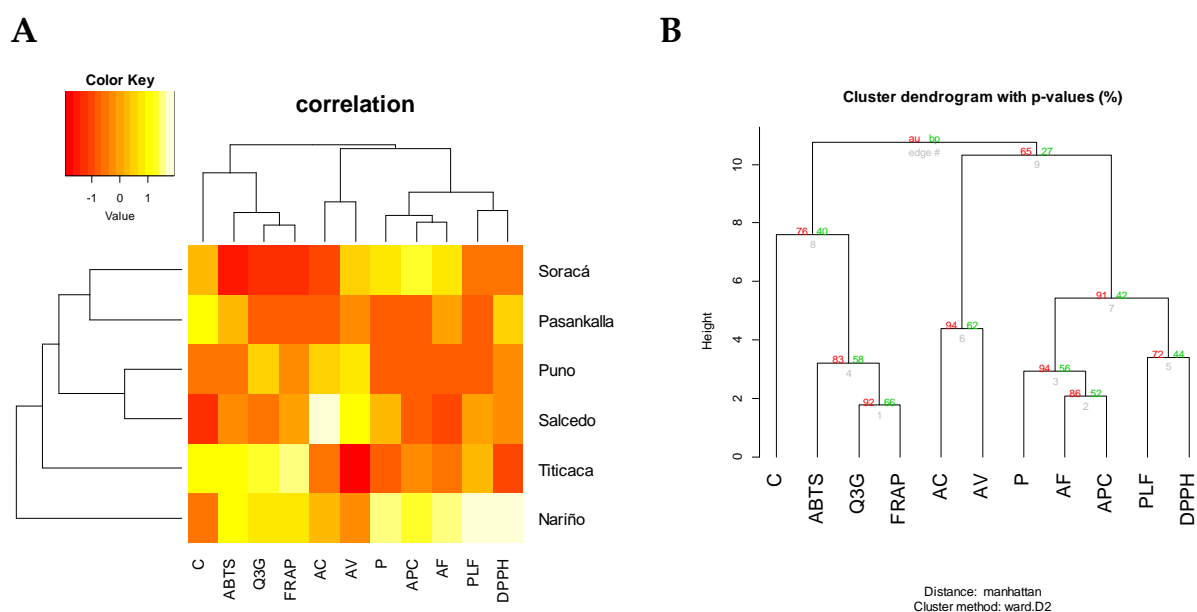 A
Color Key
-1 0 1
Value
correlation
Soracá
Pasankalla
Puno
Salcedo
Titicaca
Nariño
C ABTS Q3G FRAP AC AV P APC AF PLF DPPH
B
Cluster dendrogram with p-values (%)
Height
0 2 4 6 8 10
au bp
edge #
65 27
9
76 40
8
91 42
7
94 62
6
72 44
5
83 58
4
94 56
3
86 52
2
92 66
1
C ABTS Q3G FRAP AC AV P AF APC PLF DPPH
Distance: manhattan
Cluster method: ward.D2